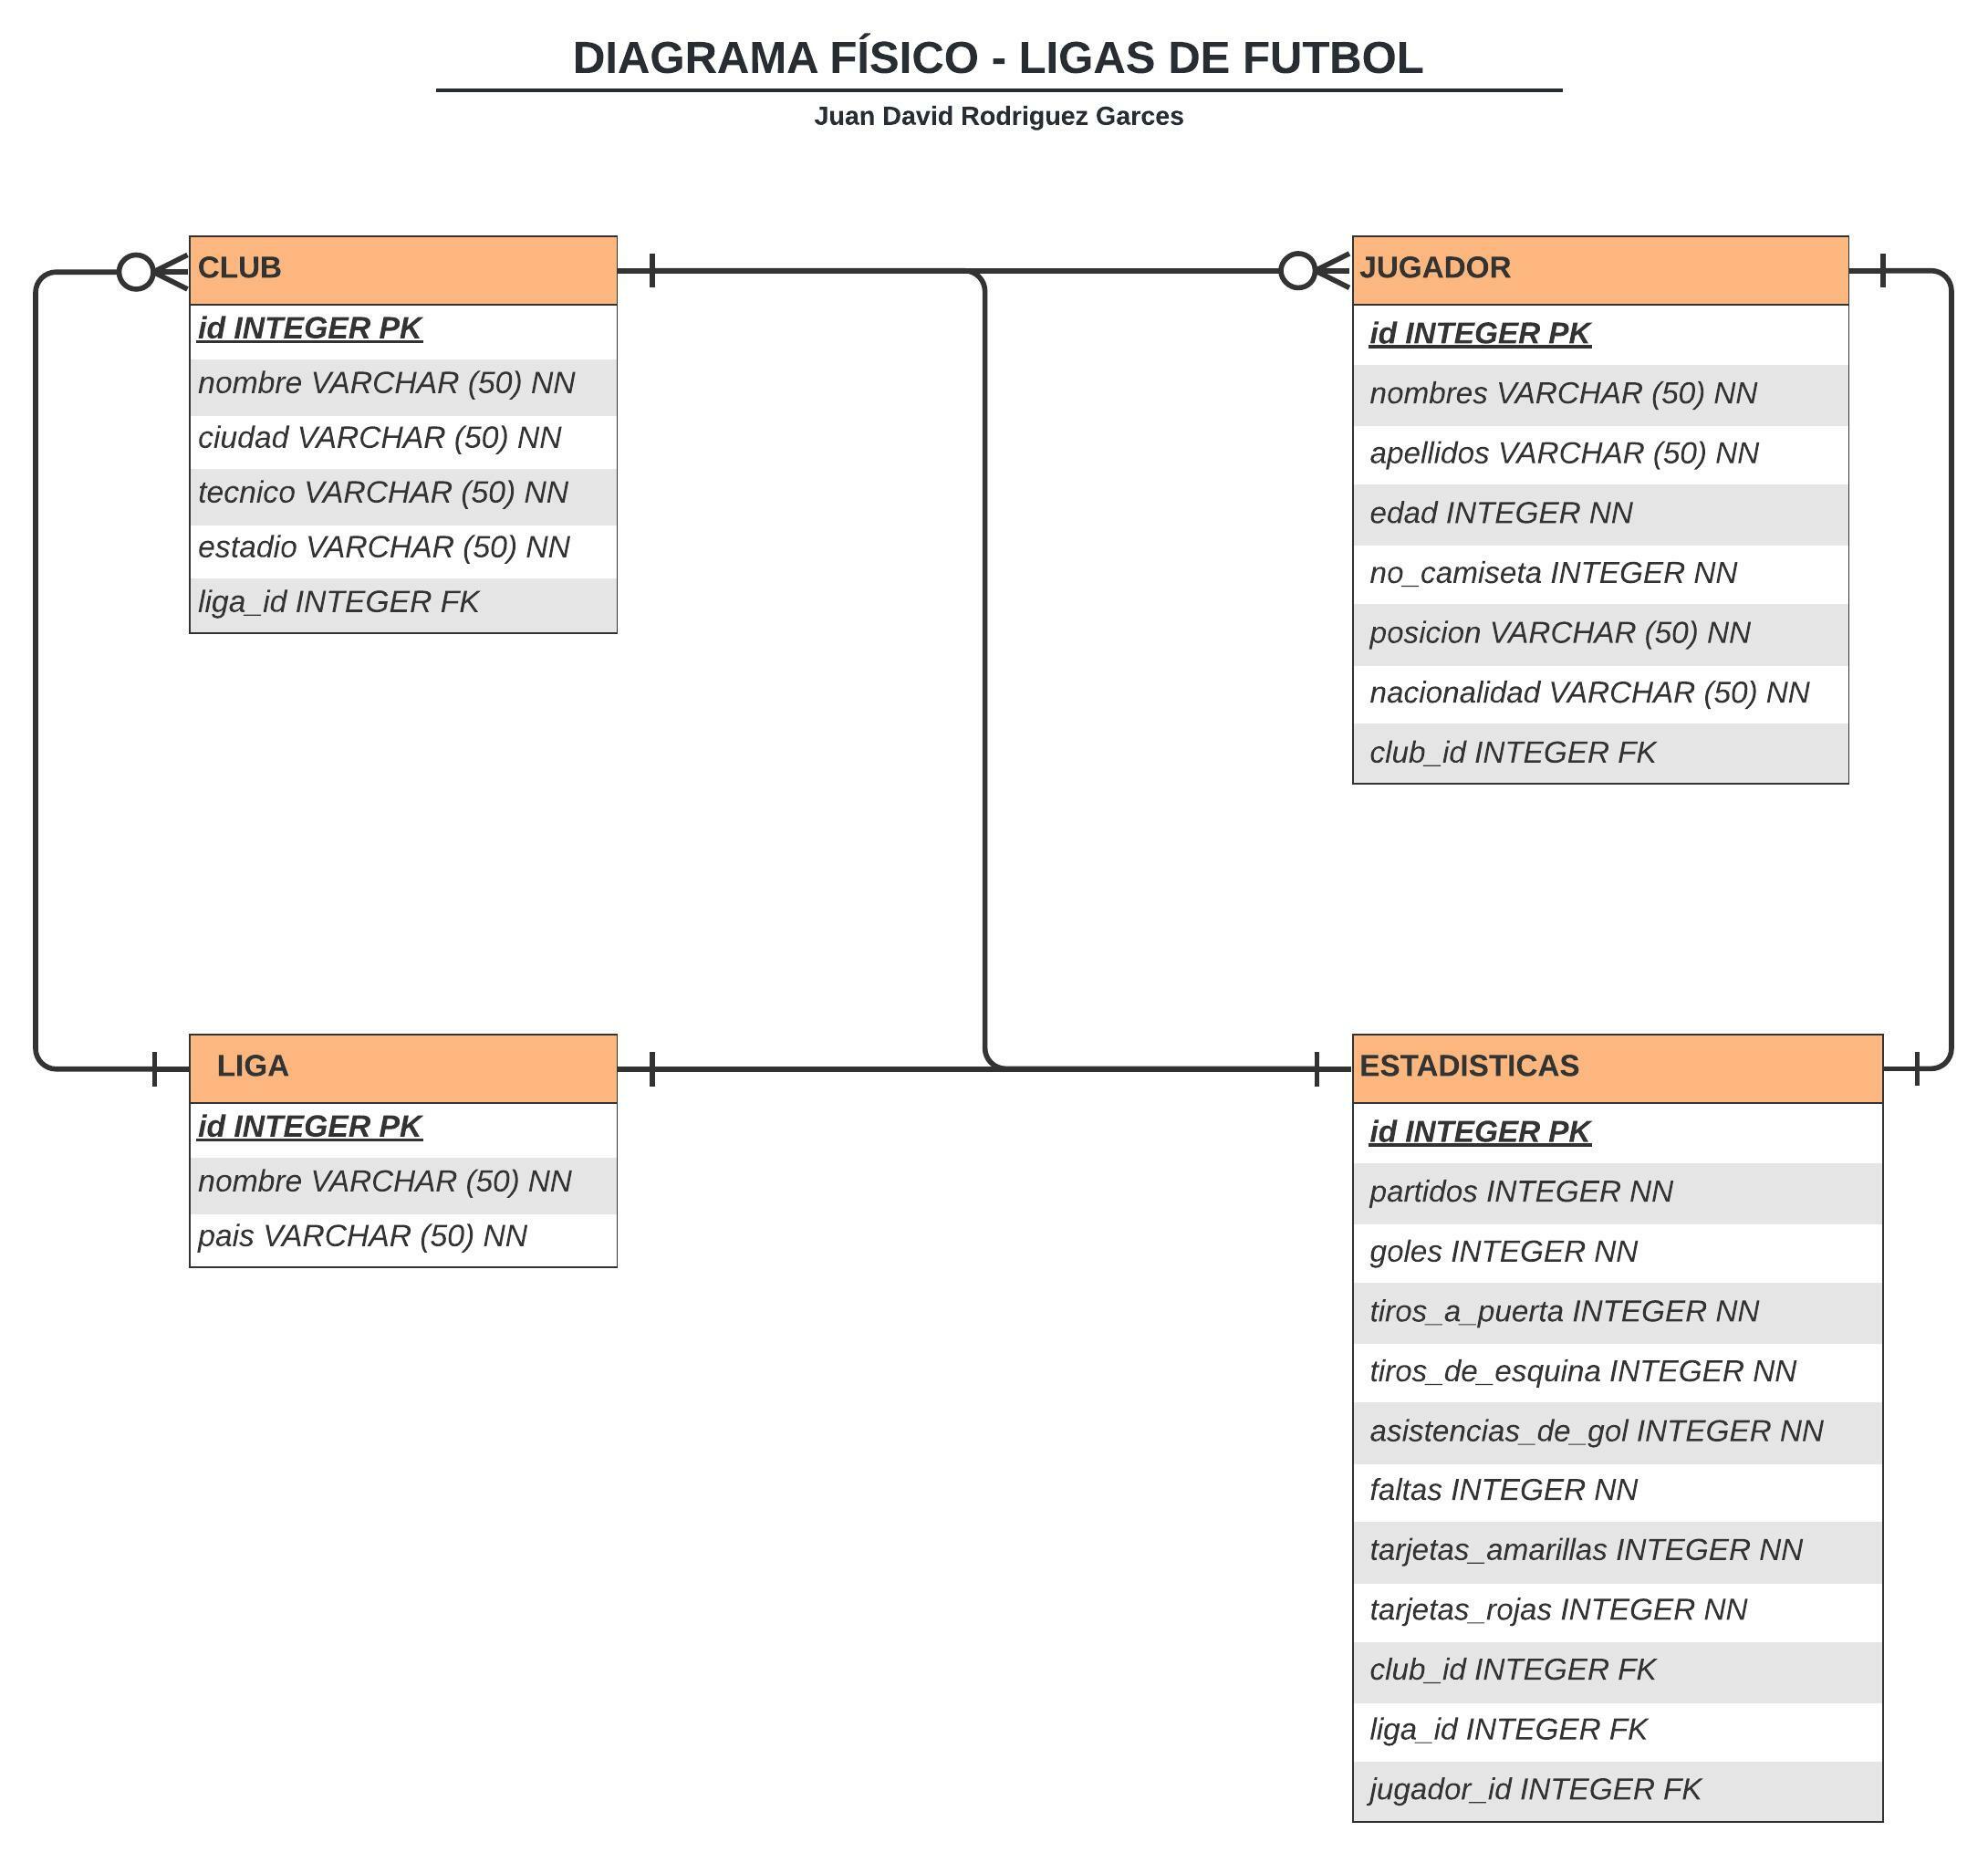 DIAGRAMA FÍSICO - LIGAS DE FUTBOL
Juan David Rodriguez Garces
CLUB
id INTEGER PK
nombre VARCHAR (50) NN
ciudad VARCHAR (50) NN
tecnico VARCHAR (50) NN
estadio VARCHAR (50) NN
liga_id INTEGER FK
JUGADOR
id INTEGER PK
nombres VARCHAR (50) NN
apellidos VARCHAR (50) NN
edad INTEGER NN
no_camiseta INTEGER NN
posicion VARCHAR (50) NN
nacionalidad VARCHAR (50) NN
club_id INTEGER FK
LIGA
id INTEGER PK
nombre VARCHAR (50) NN
pais VARCHAR (50) NN
ESTADISTICAS
id INTEGER PK
partidos INTEGER NN
goles INTEGER NN
tiros_a_puerta INTEGER NN
tiros_de_esquina INTEGER NN
asistencias_de_gol INTEGER NN
faltas INTEGER NN
tarjetas_amarillas INTEGER NN
tarjetas_rojas INTEGER NN
club_id INTEGER FK
liga_id INTEGER FK
jugador_id INTEGER FK